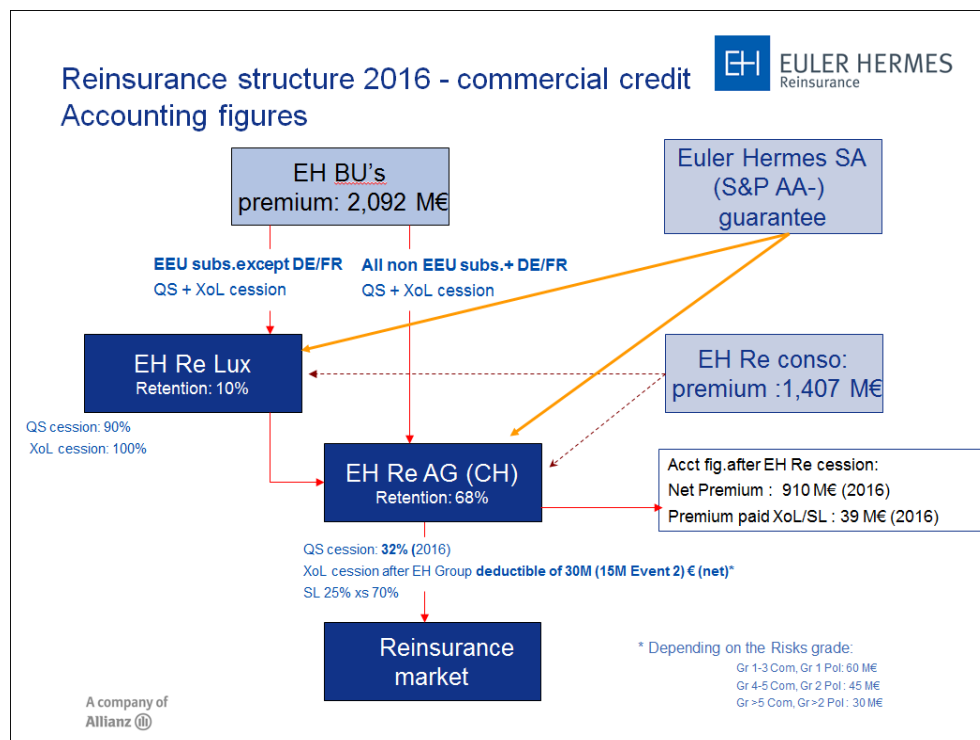 Reinsurance structure 2016 - commercial credit
Accounting figures
EH
EULER HERMES
Reinsurance
EH BU's
premium: 2,092 M€
Euler Hermes SA
(S&P AA-)
guarantee
EEU subs.except DE/FR
QS + XoL cession
All non EEU subs.+ DE/FR
QS + XoL cession
EH Re Lux
Retention: 10%
EH Re conso:
premium :1,407 M€
QS cession: 90%
XoL cession: 100%
EH Re AG (CH)
Retention: 68%
Acct fig.after EH Re cession:
Net Premium : 910 M€ (2016)
Premium paid XoL/SL : 39 M€ (2016)
QS cession: 32% (2016)
XoL cession after EH Group deductible of 30M (15M Event 2) € (net)*
SL 25% xs 70%
Reinsurance
market
* Depending on the Risks grade:
Gr 1-3 Com, Gr 1 Pol: 60 M€
Gr 4-5 Com, Gr 2 Pol : 45 M€
Gr >5 Com, Gr >2 Pol : 30 M€
A company of
Allianz